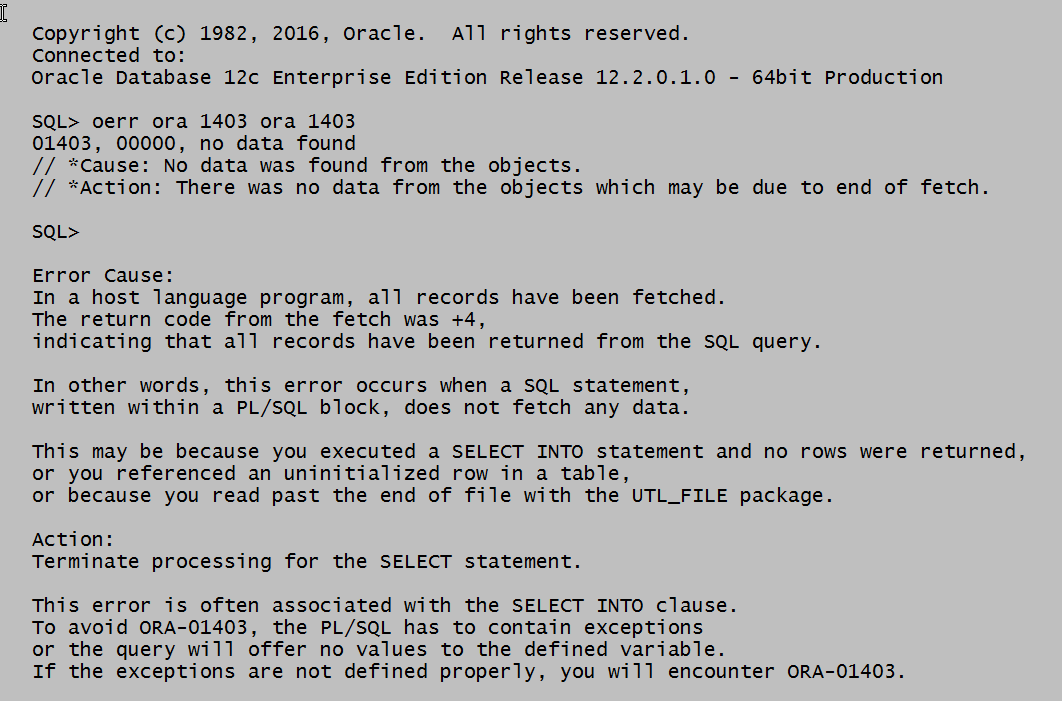 Copyright (c) 1982, 2016, Oracle.  All rights reserved.
Connected to:
Oracle Database 12c Enterprise Edition Release 12.2.0.1.0 - 64bit Production
SQL> oerr ora 1403 ora 1403
01403, 00000, no data found
// *Cause: No data was found from the objects.
// *Action: There was no data from the objects which may be due to end of fetch.
SQL>
Error Cause:
In a host language program, all records have been fetched.
The return code from the fetch was +4,
indicating that all records have been returned from the SQL query.
In other words, this error occurs when a SQL statement,
written within a PL/SQL block, does not fetch any data.
This may be because you executed a SELECT INTO statement and no rows were returned,
or you referenced an uninitialized row in a table,
or because you read past the end of file with the UTL_FILE package.
Action:
Terminate processing for the SELECT statement.
This error is often associated with the SELECT INTO clause.
To avoid ORA-01403, the PL/SQL has to contain exceptions
or the query will offer no values to the defined variable.
If the exceptions are not defined properly, you will encounter ORA-01403.